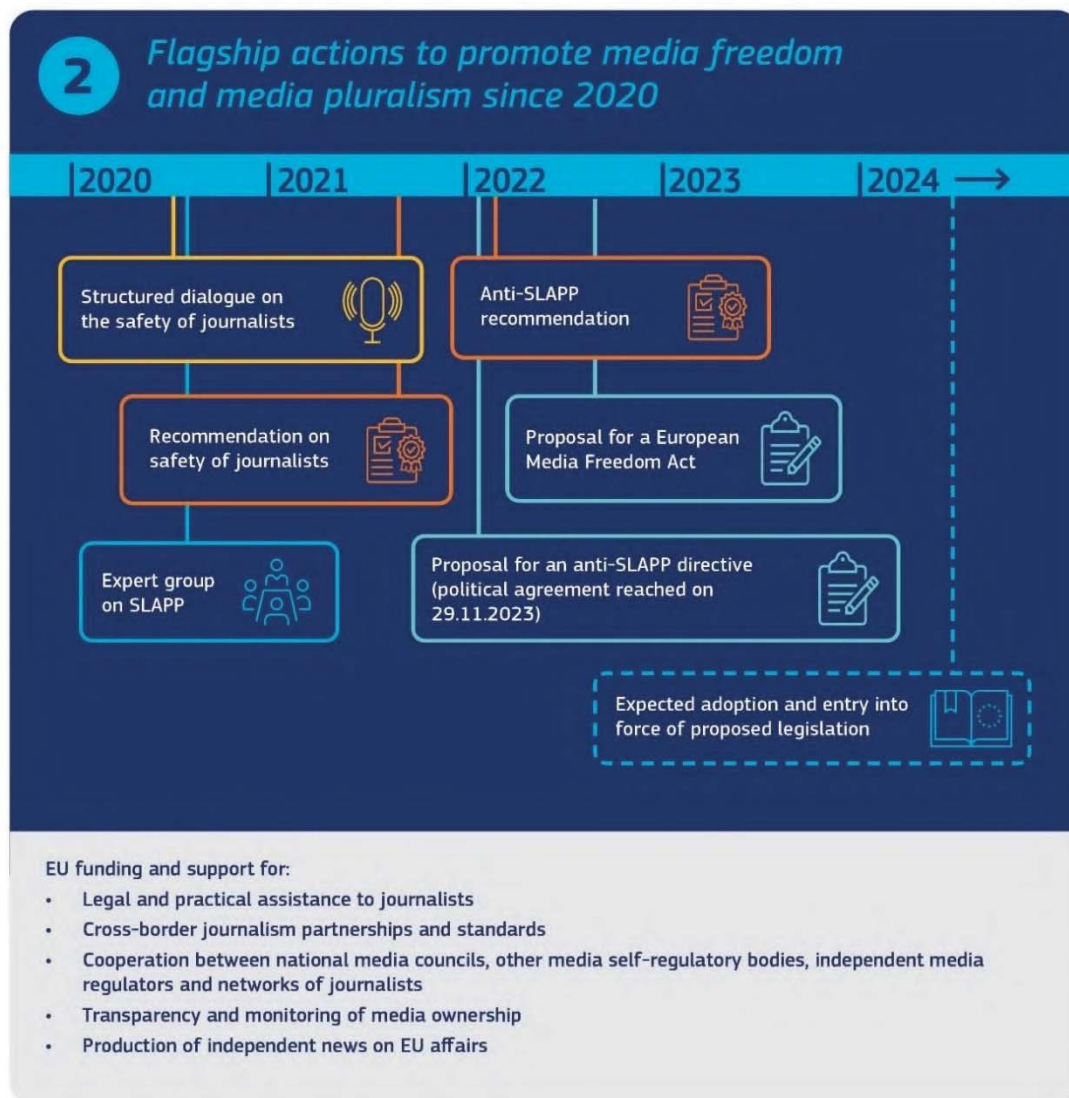 2
Flagship actions to promote media freedom
and media pluralism since 2020
2020
2021
2022
2023
2024
Structured dialogue on
the safety of journalists
Anti-SLAPP
recommendation
Recommendation on
safety of journalists
Proposal for a European
Media Freedom Act
Expert group
on SLAPP
Proposal for an anti-SLAPP directive
(political agreement reached on
29.11.2023)
Expected adoption and entry into
force of proposed legislation
EU funding and support for:
• Legal and practical assistance to journalists
• Cross-border journalism partnerships and standards
• Cooperation between national media councils, other media self-regulatory bodies, independent media
regulators and networks of journalists
• Transparency and monitoring of media ownership
• Production of independent news on EU affairs